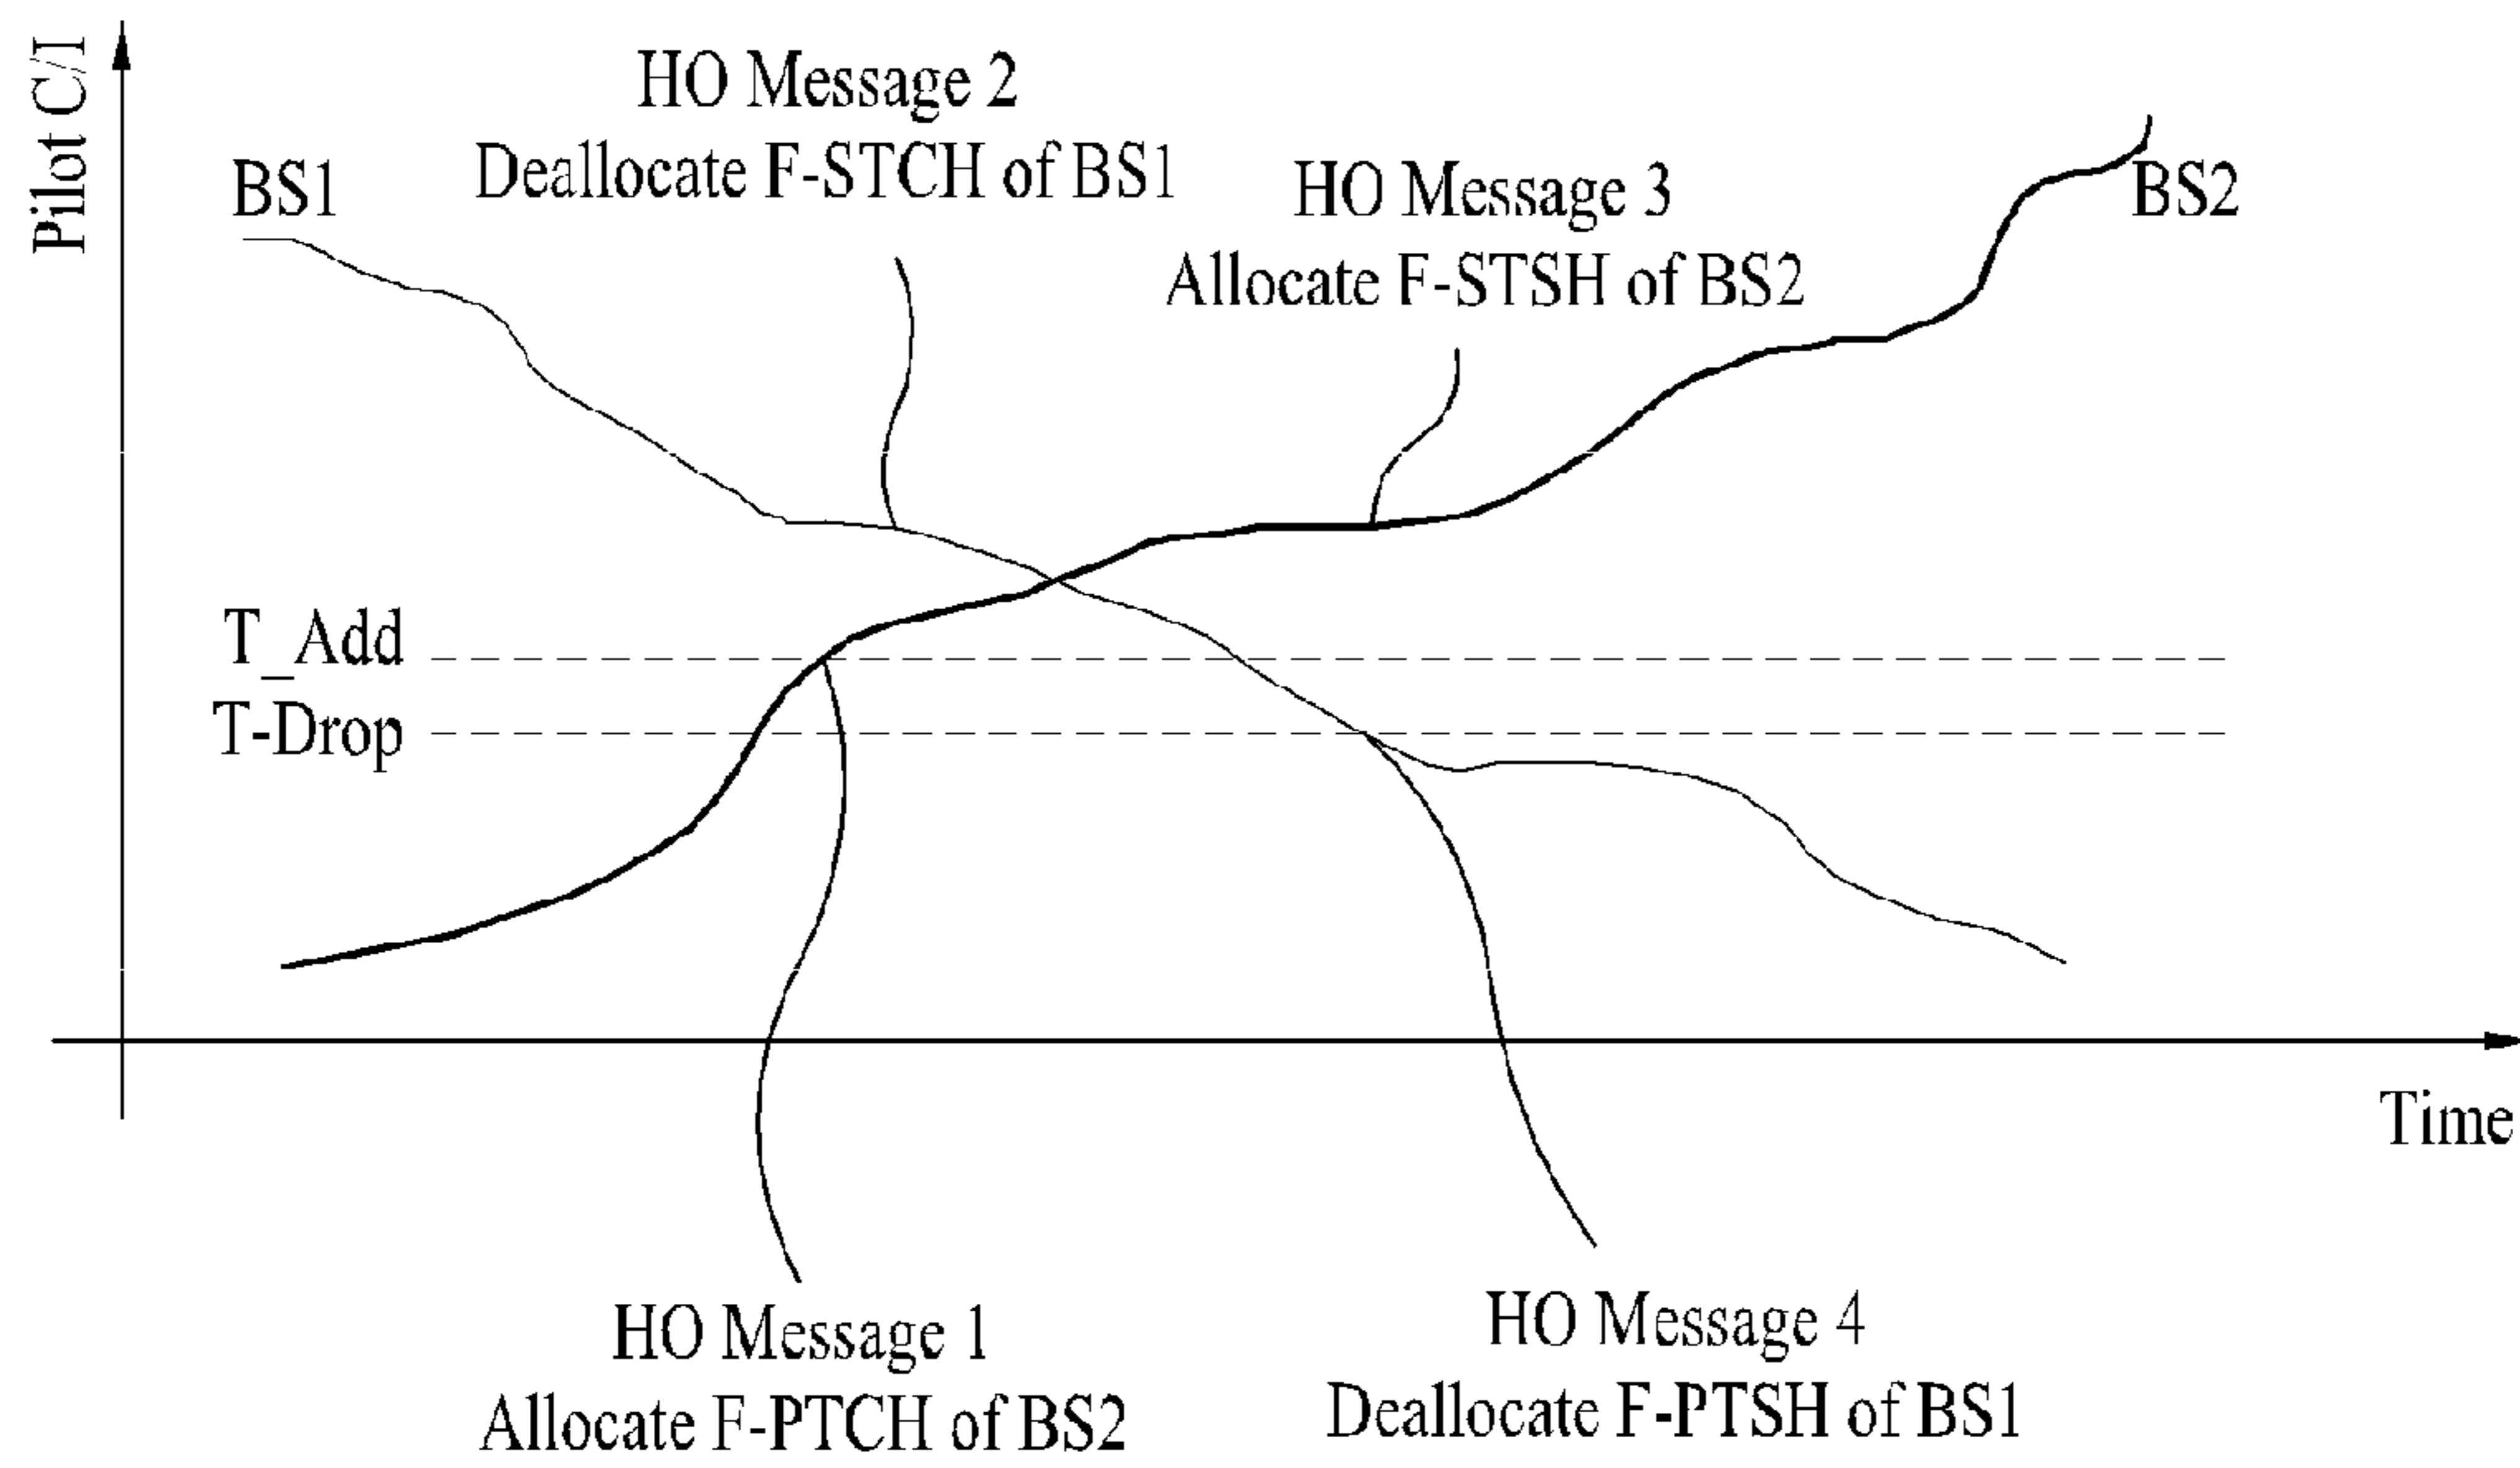 Pilot C/I
HO Message 2
Deallocate F-STCH of BS1
BS1
HO Message 3
Allocate F-STSH of BS2
BS2
T_Add
T-Drop
Time
HO Message 1
Allocate F-PTCH of BS2
HO Message 4
Deallocate F-PTSH of BS1